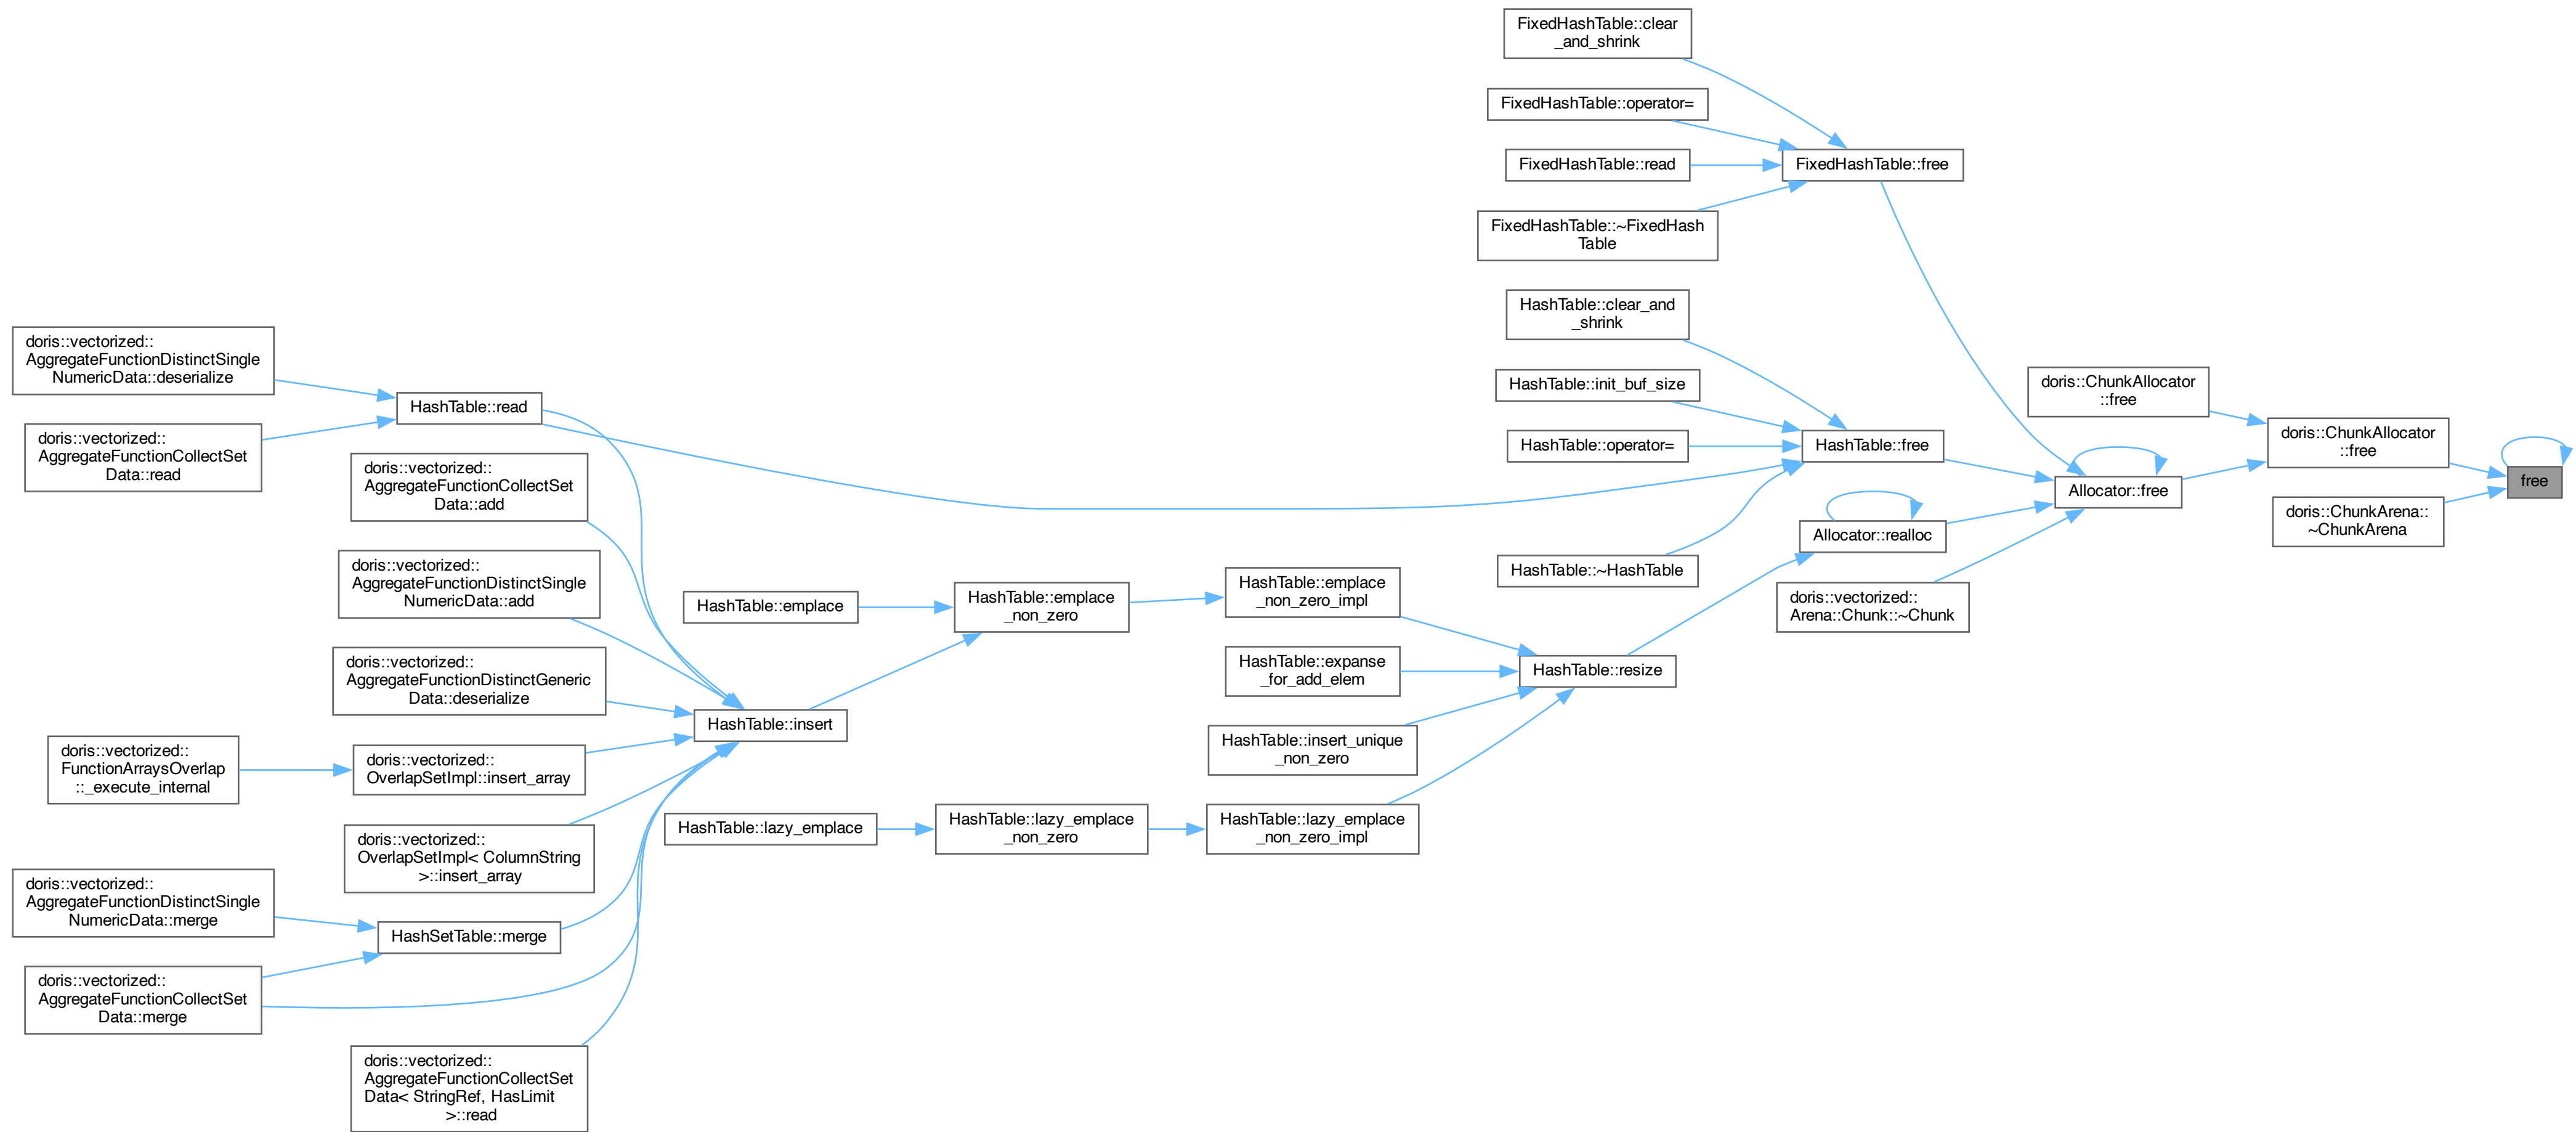 FixedHashTable::clear
_and_shrink
FixedHashTable::operator=
FixedHashTable::read
FixedHashTable::free
FixedHashTable::~FixedHash
Table
HashTable::clear_and
_shrink
HashTable::init_buf_size
HashTable::operator=
HashTable::free
HashTable::~HashTable
doris::ChunkAllocator
::free
doris::ChunkAllocator
::free
free
doris::ChunkArena::
~ChunkArena
Allocator::free
Allocator::realloc
doris::vectorized::
Arena::Chunk::~Chunk
doris::vectorized::
AggregateFunctionDistinctSingle
NumericData::deserialize
HashTable::read
doris::vectorized::
AggregateFunctionCollectSet
Data::read
doris::vectorized::
AggregateFunctionCollectSet
Data::add
doris::vectorized::
AggregateFunctionDistinctSingle
NumericData::add
HashTable::emplace
HashTable::emplace
_non_zero
HashTable::emplace
_non_zero_impl
HashTable::expanse
_for_add_elem
HashTable::resize
HashTable::insert_unique
_non_zero
doris::vectorized::
AggregateFunctionDistinctGeneric
Data::deserialize
HashTable::insert
doris::vectorized::
FunctionArraysOverlap
::_execute_internal
doris::vectorized::
OverlapSetImpl::insert_array
HashTable::lazy_emplace
HashTable::lazy_emplace
_non_zero
HashTable::lazy_emplace
_non_zero_impl
doris::vectorized::
OverlapSetImpl< ColumnString
>::insert_array
doris::vectorized::
AggregateFunctionDistinctSingle
NumericData::merge
HashSetTable::merge
doris::vectorized::
AggregateFunctionCollectSet
Data::merge
doris::vectorized::
AggregateFunctionCollectSet
Data< StringRef, HasLimit
>::read